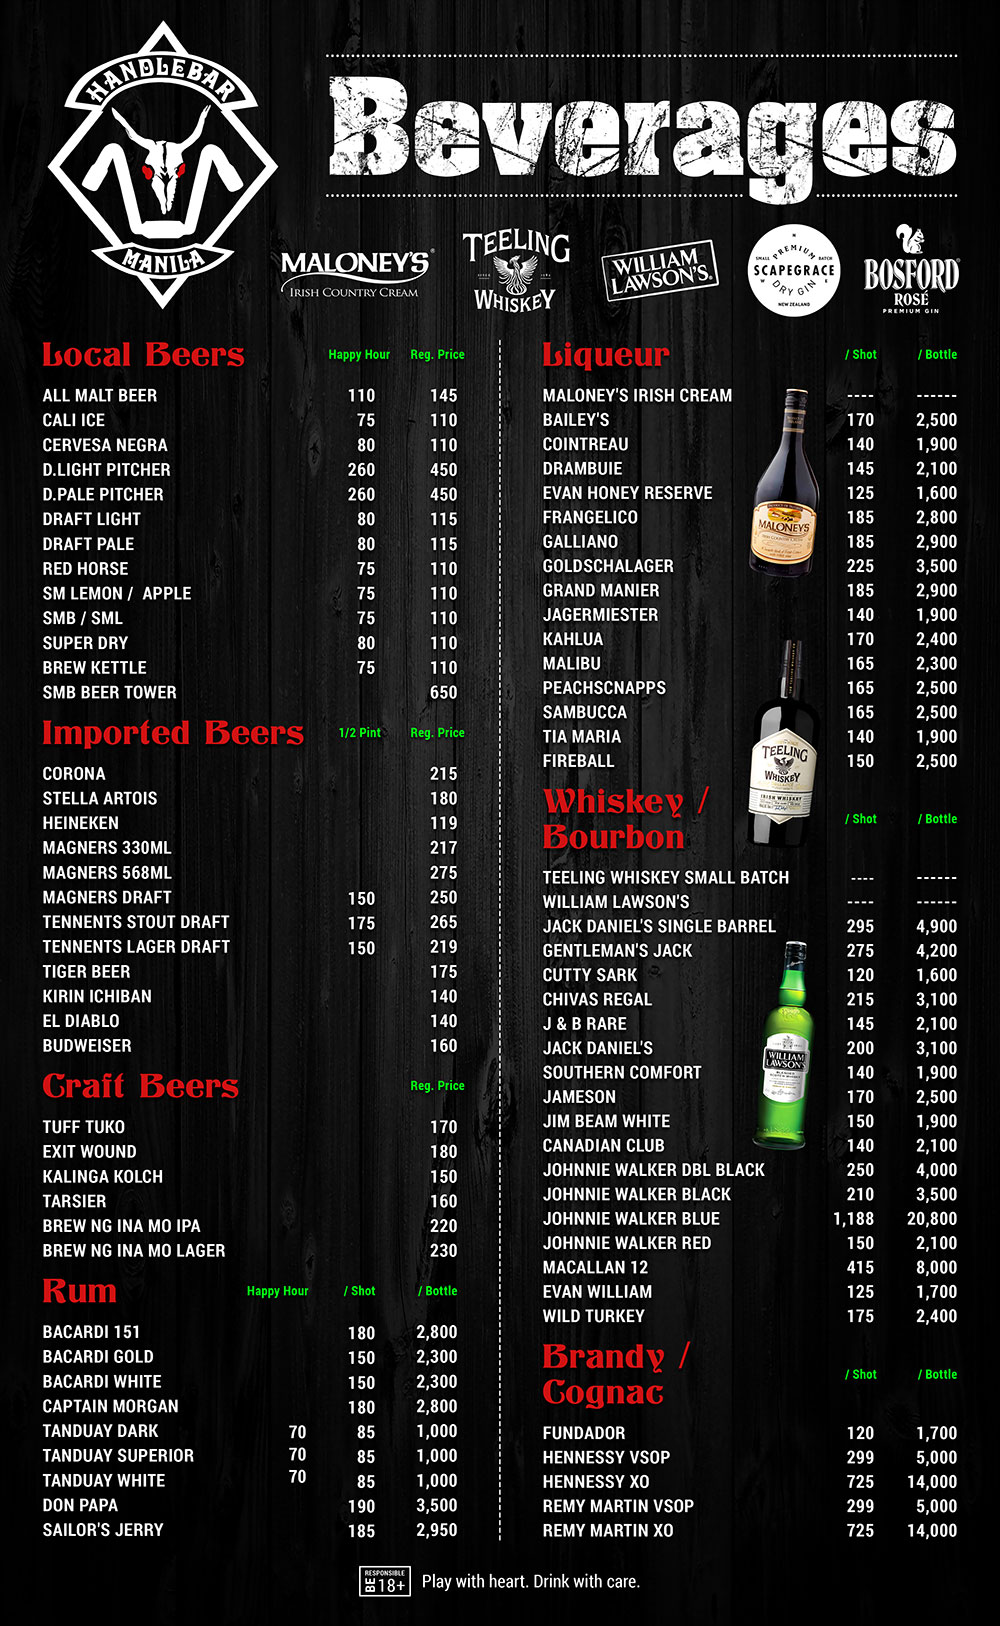 HANDLEBAR
MANILA
Beverages
MALONEY'S®
IRISH COUNTRY CREAM
TEELING
WHISKEY
WILLIAM
LAWSON'S.
PREMIUM
SMALL BATCH
SCAPEGRACE
DRY GIN
NEW ZEALAND
BOSFORD®
ROSÉ
PREMIUM GIN
Local Beers Happy Hour Reg. Price
ALL MALT BEER 110 145
CALI ICE 75 110
CERVESA NEGRA 80 110
D.LIGHT PITCHER 260 450
D.PALE PITCHER 260 450
DRAFT LIGHT 80 115
DRAFT PALE 80 115
RED HORSE 75 110
SM LEMON / APPLE 75 110
SMB / SML 75 110
SUPER DRY 80 110
BREW KETTLE 75 110
SMB BEER TOWER 650
Imported Beers 1/2 Pint Reg. Price
CORONA 215
STELLA ARTOIS 180
HEINEKEN 119
MAGNERS 330ML 217
MAGNERS 568ML 275
MAGNERS DRAFT 150 250
TENNENTS STOUT DRAFT 175 265
TENNENTS LAGER DRAFT 150 219
TIGER BEER 175
KIRIN ICHIBAN 140
EL DIABLO 140
BUDWEISER 160
Craft Beers Reg. Price
TUFF TUKO 170
EXIT WOUND 180
KALINGA KOLCH 150
TARSIER 160
BREW NG INA MO IPA 220
BREW NG INA MO LAGER 230
Rum Happy Hour / Shot / Bottle
BACARDI 151 180 2,800
BACARDI GOLD 150 2,300
BACARDI WHITE 150 2,300
CAPTAIN MORGAN 180 2,800
TANDUAY DARK 70 85 1,000
TANDUAY SUPERIOR 70 85 1,000
TANDUAY WHITE 70 85 1,000
DON PAPA 190 3,500
SAILOR'S JERRY 185 2,950
Liqueur / Shot / Bottle
MALONEY'S IRISH CREAM ---- ------
BAILEY'S 170 2,500
COINTREAU 140 1,900
DRAMBUIE 145 2,100
EVAN HONEY RESERVE 125 1,600
FRANGELICO 185 2,800
GALLIANO 185 2,900
GOLDSCHALAGER 225 3,500
GRAND MANIER 185 2,900
JAGERMIESTER 140 1,900
KAHLUA 170 2,400
MALIBU 165 2,300
PEACHSCNAPPS 165 2,500
SAMBUCCA 165 2,500
TIA MARIA 140 1,900
FIREBALL 150 2,500
MALONEY'S
TEELING
WHISKEY
IRISH WHISKEY
Whiskey /
Bourbon / Shot / Bottle
TEELING WHISKEY SMALL BATCH ---- ------
WILLIAM LAWSON'S ---- ------
JACK DANIEL'S SINGLE BARREL 295 4,900
GENTLEMAN'S JACK 275 4,200
CUTTY SARK 120 1,600
CHIVAS REGAL 215 3,100
J & B RARE 145 2,100
JACK DANIEL'S 200 3,100
SOUTHERN COMFORT 140 1,900
JAMESON 170 2,500
JIM BEAM WHITE 150 1,900
CANADIAN CLUB 140 2,100
JOHNNIE WALKER DBL BLACK 250 4,000
JOHNNIE WALKER BLACK 210 3,500
JOHNNIE WALKER BLUE 1,188 20,800
JOHNNIE WALKER RED 150 2,100
MACALLAN 12 415 8,000
EVAN WILLIAM 125 1,700
WILD TURKEY 175 2,400
WILLIAM
LAWSON'S
Brandy /
Cognac / Shot / Bottle
FUNDADOR 120 1,700
HENNESSY VSOP 299 5,000
HENNESSY XO 725 14,000
REMY MARTIN VSOP 299 5,000
REMY MARTIN XO 725 14,000
RESPONSIBLE
BE 18+ Play with heart. Drink with care.